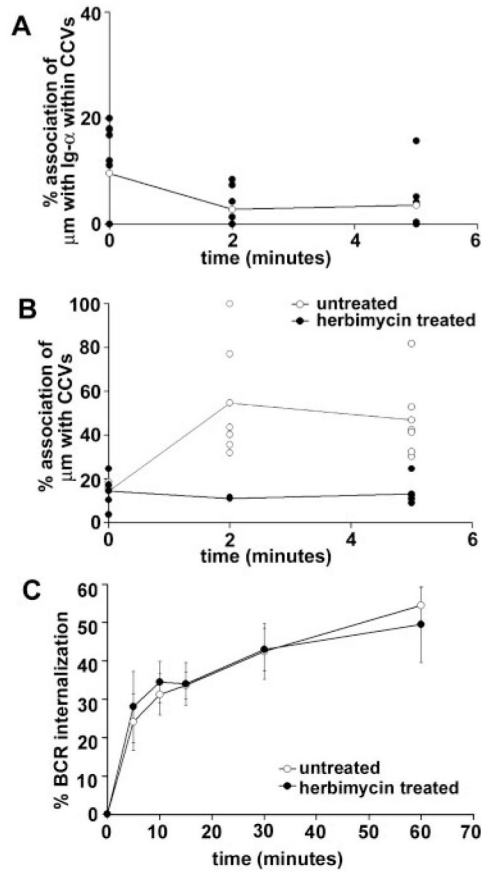 A
% association of
μm with Ig-α within CCVs
40
20
0
0
2
4
6
time (minutes)
B
% association of
μm with CCVs
100
80
60
40
20
0
untreated
herbimycin treated
0
2
4
6
time (minutes)
C
% BCR internalization
60
50
40
30
20
10
0
untreated
herbimycin treated
0 10 20 30 40 50 60 70
time (minutes)